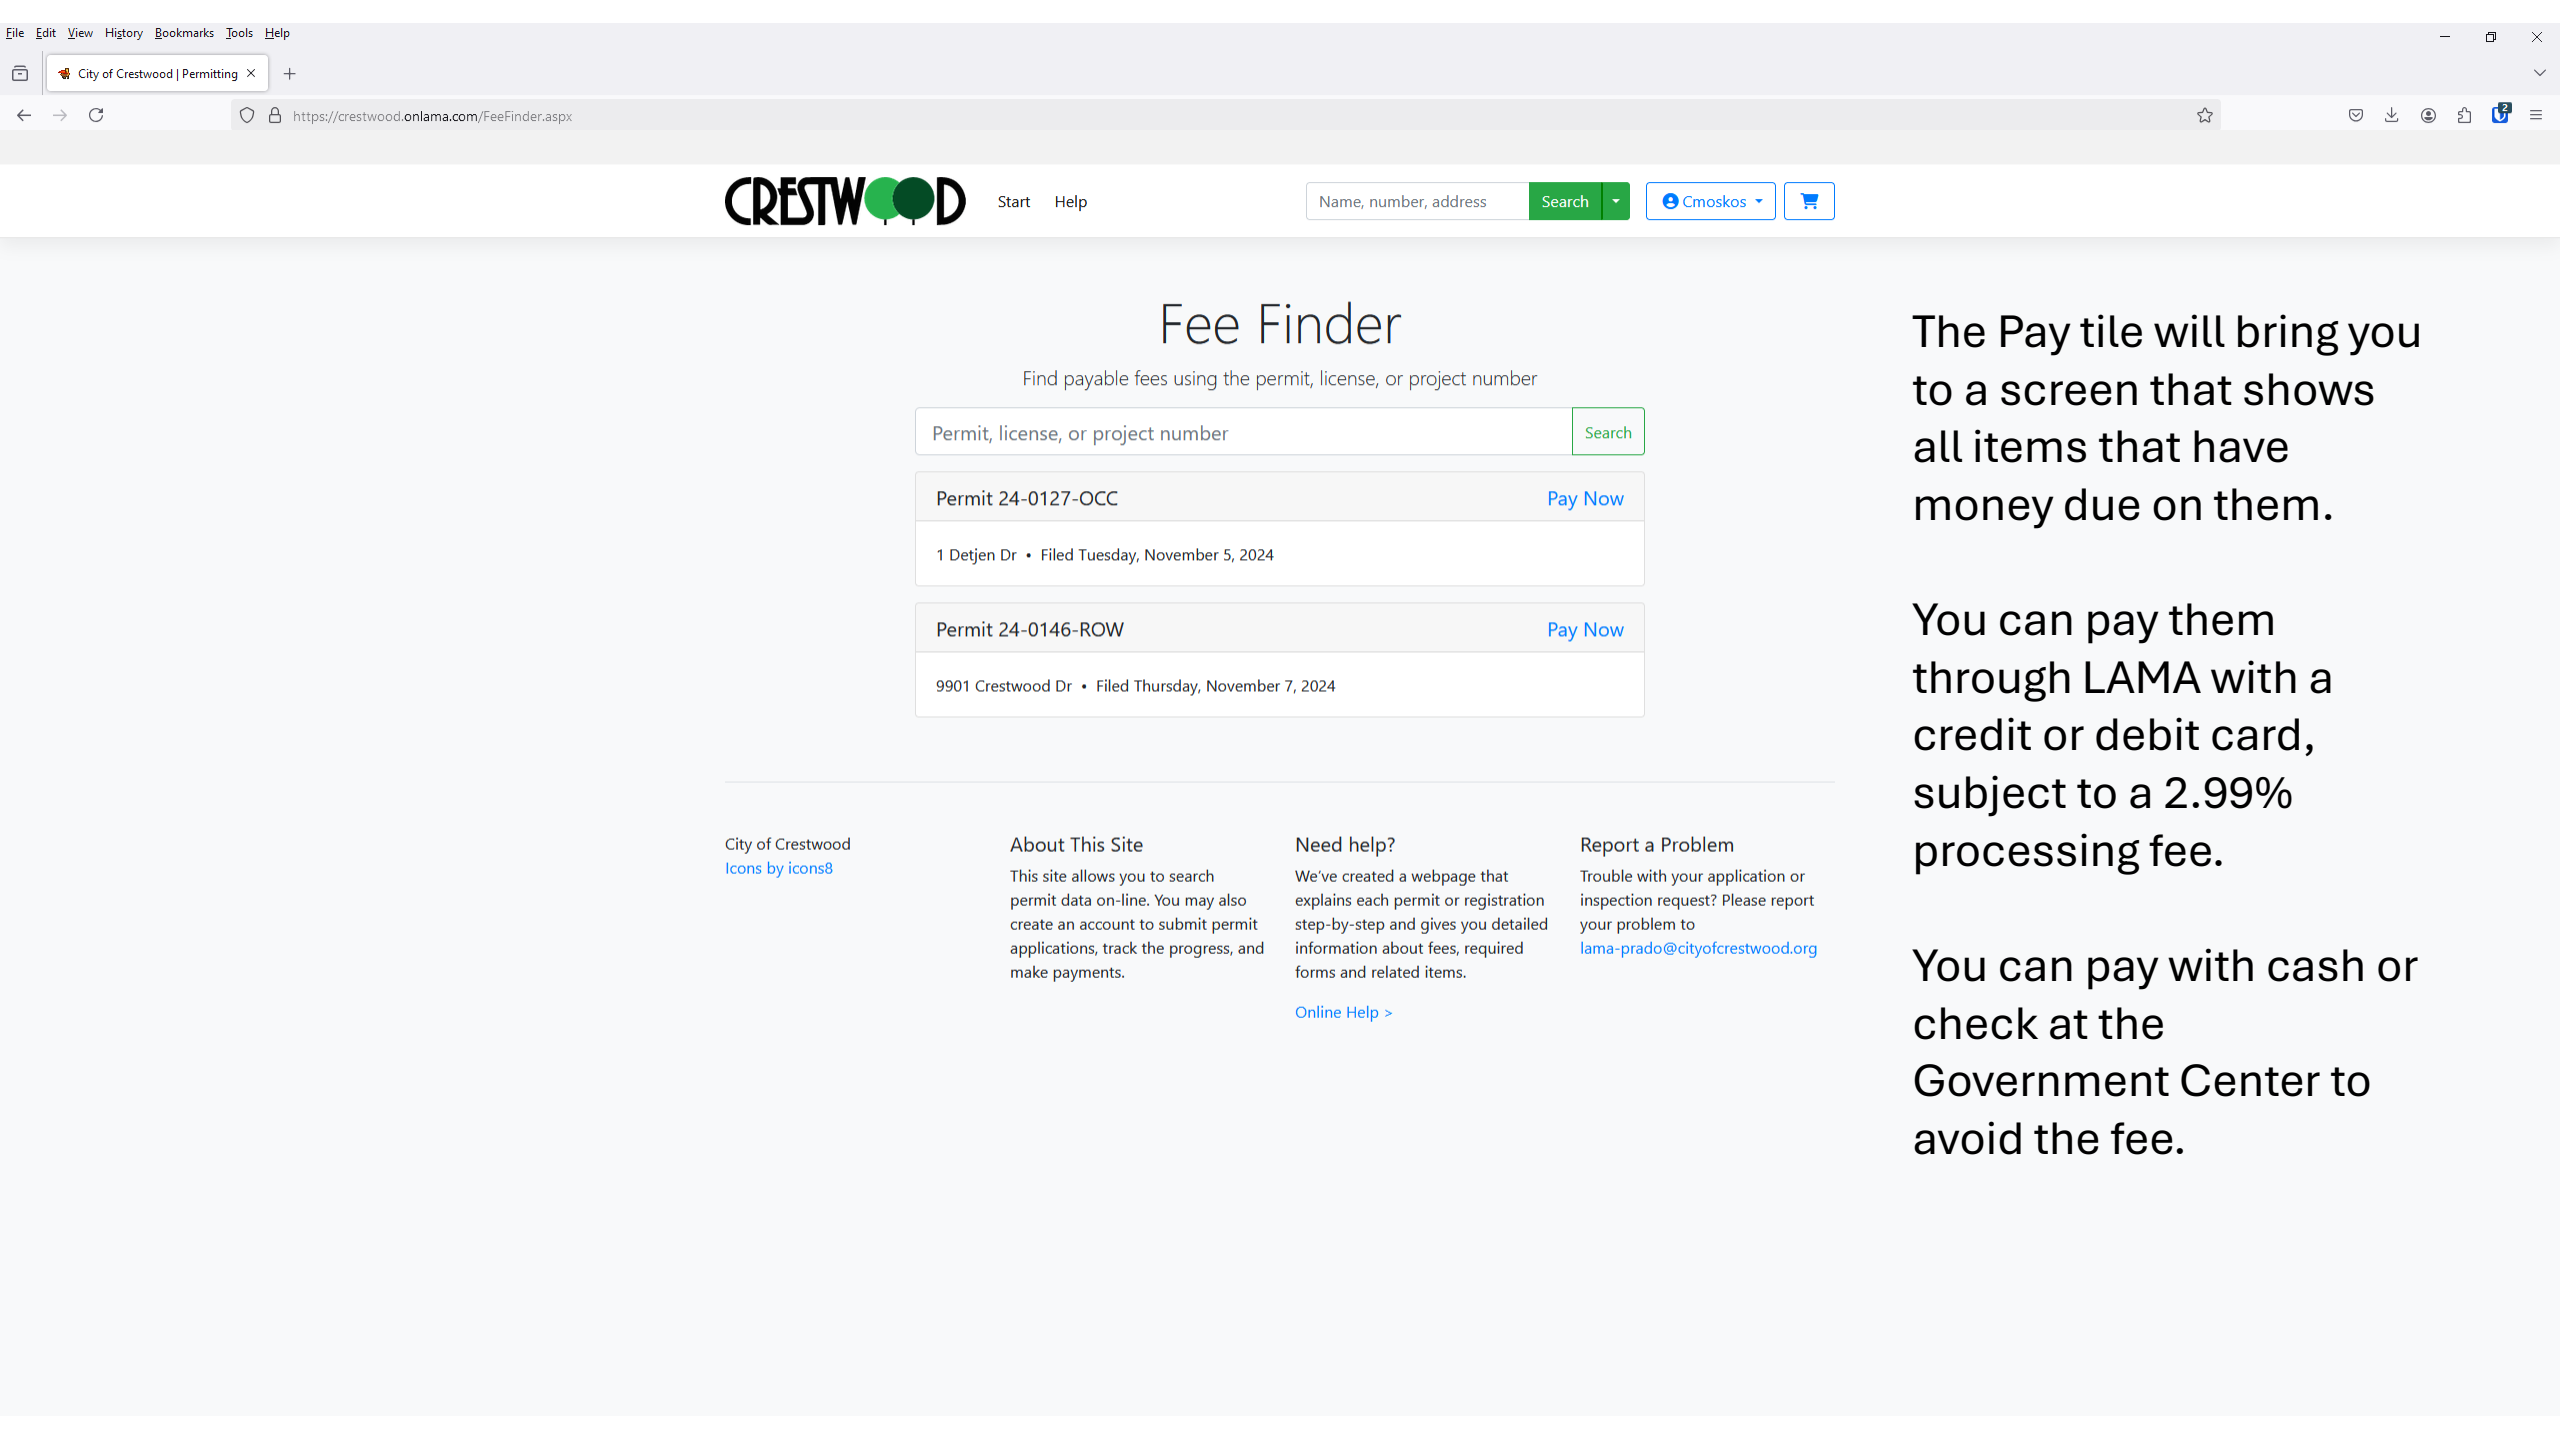 File Edit View History Bookmarks Tools Help
City of Crestwood | Permitting
https://crestwood.onlama.com/FeeFinder.aspx
2
CRESTWOOD
Start Help
Name, number, address Search
Cmoskos
Fee Finder
Find payable fees using the permit, license, or project number
Permit, license, or project number Search
Permit 24-0127-OCC Pay Now
1 Detjen Dr • Filed Tuesday, November 5, 2024
Permit 24-0146-ROW Pay Now
9901 Crestwood Dr • Filed Thursday, November 7, 2024
City of Crestwood
Icons by icons8
About This Site
This site allows you to search
permit data on-line. You may also
create an account to submit permit
applications, track the progress, and
make payments.
Need help?
We've created a webpage that
explains each permit or registration
step-by-step and gives you detailed
information about fees, required
forms and related items.
Online Help >
Report a Problem
Trouble with your application or
inspection request? Please report
your problem to
lama-prado@cityofcrestwood.org
The Pay tile will bring you
to a screen that shows
all items that have
money due on them.
You can pay them
through LAMA with a
credit or debit card,
subject to a 2.99%
processing fee.
You can pay with cash or
check at the
Government Center to
avoid the fee.